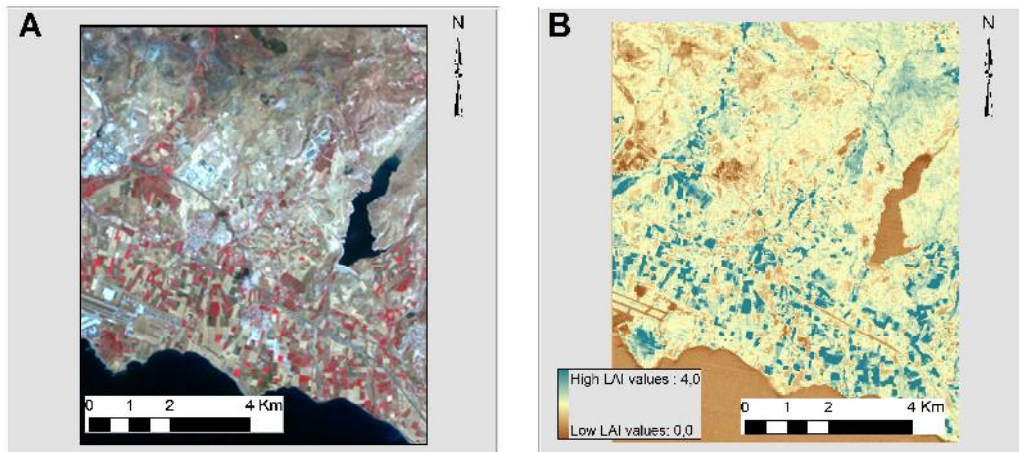 A
N
0 1 2 4 Km
B
N
High LAI values : 4,0
Low LAI values: 0,0
0 1 2 4 Km